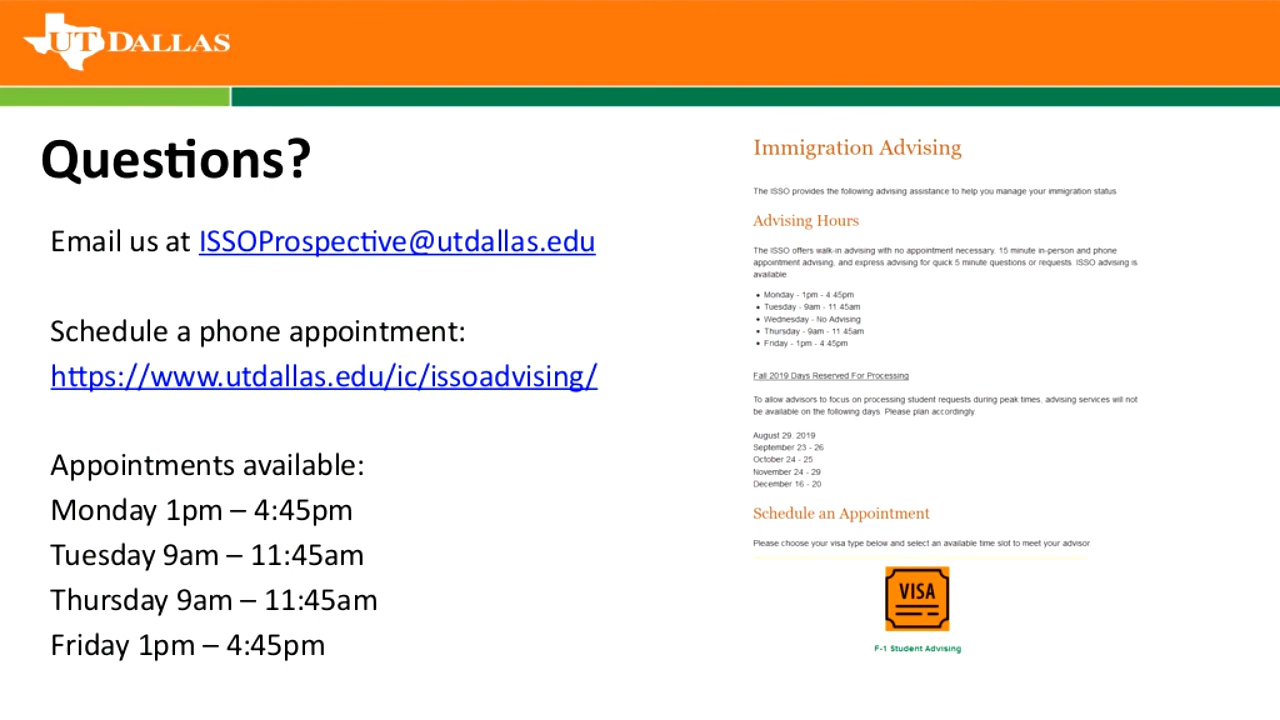 UT DALLAS
Questions?
Email us at ISSOProspective@utdallas.edu
Schedule a phone appointment:
https://www.utdallas.edu/ic/issoadvising/
Appointments available:
Monday 1pm – 4:45pm
Tuesday 9am – 11:45am
Thursday 9am – 11:45am
Friday 1pm – 4:45pm
Immigration Advising
The ISSO provides the following advising assistance to help you manage your immigration status
Advising Hours
The ISSO offers walk-in advising with no appointment necessary, 15 minute in-person and phone
appointment advising, and express advising for quick 5 minute questions or requests. ISSO advising is
available
• Monday - 1pm - 4:45pm
• Tuesday - 9am - 11:45am
• Wednesday - No Advising
• Thursday - 9am - 11:45am
• Friday - 1pm - 4:45pm
Fall 2019 Days Reserved For Processing
To allow advisors to focus on processing student requests during peak times, advising services will not
be available on the following days. Please plan accordingly.
August 29, 2019
September 23 - 26
October 24 - 25
November 24 - 29
December 16 - 20
Schedule an Appointment
Please choose your visa type below and select an available time slot to meet your advisor
VISA
F-1 Student Advising